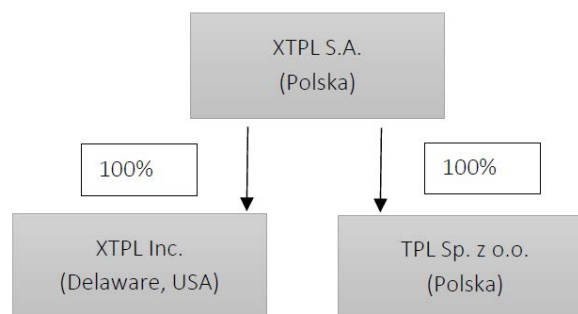 XTPL S.A.
(Polska)
100%
100%
XTPL Inc.
(Delaware, USA)
TPL Sp. z o.o.
(Polska)